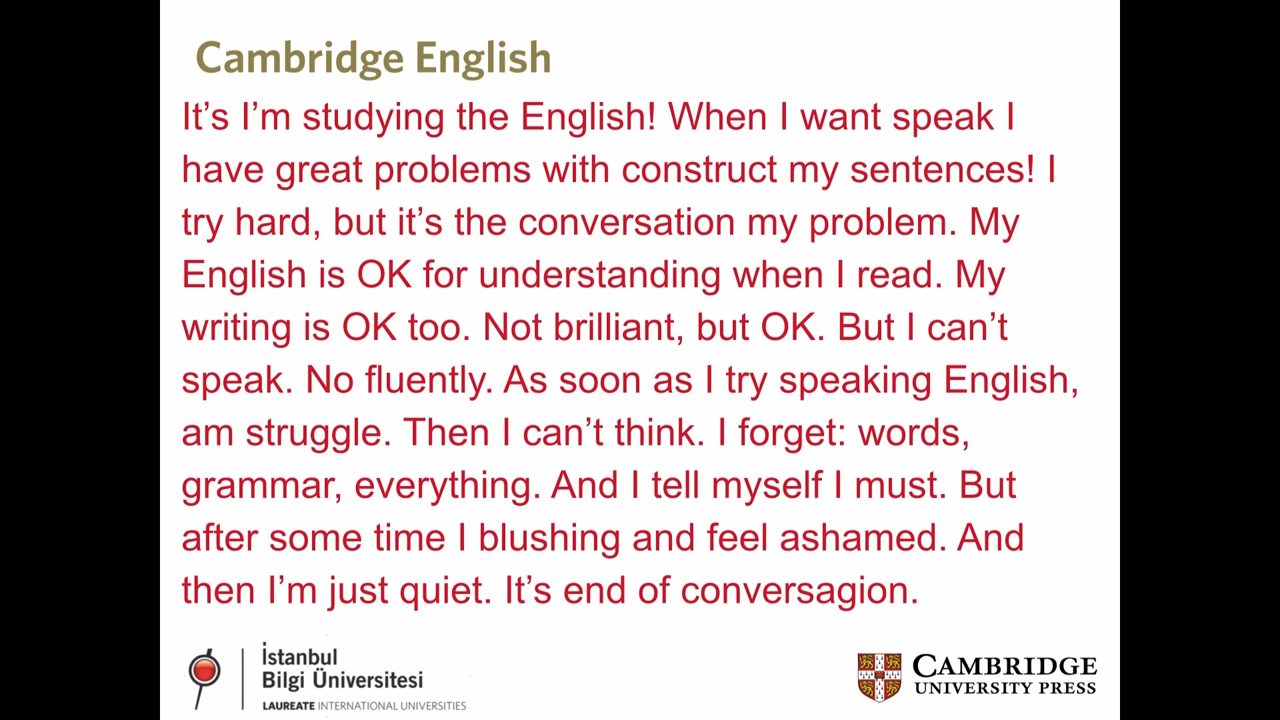 Cambridge English
It's I'm studying the English! When I want speak I
have great problems with construct my sentences! I
try hard, but it's the conversation my problem. My
English is OK for understanding when I read. My
writing is OK too. Not brilliant, but OK. But I can't
speak. No fluently. As soon as I try speaking English,
am struggle. Then I can't think. I forget: words,
grammar, everything. And I tell myself I must. But
after some time I blushing and feel ashamed. And
then I'm just quiet. It's end of conversagion.
İstanbul
Bilgi Üniversitesi
LAUREATE INTERNATIONAL UNIVERSITIES
CAMBRIDGE
UNIVERSITY PRESS